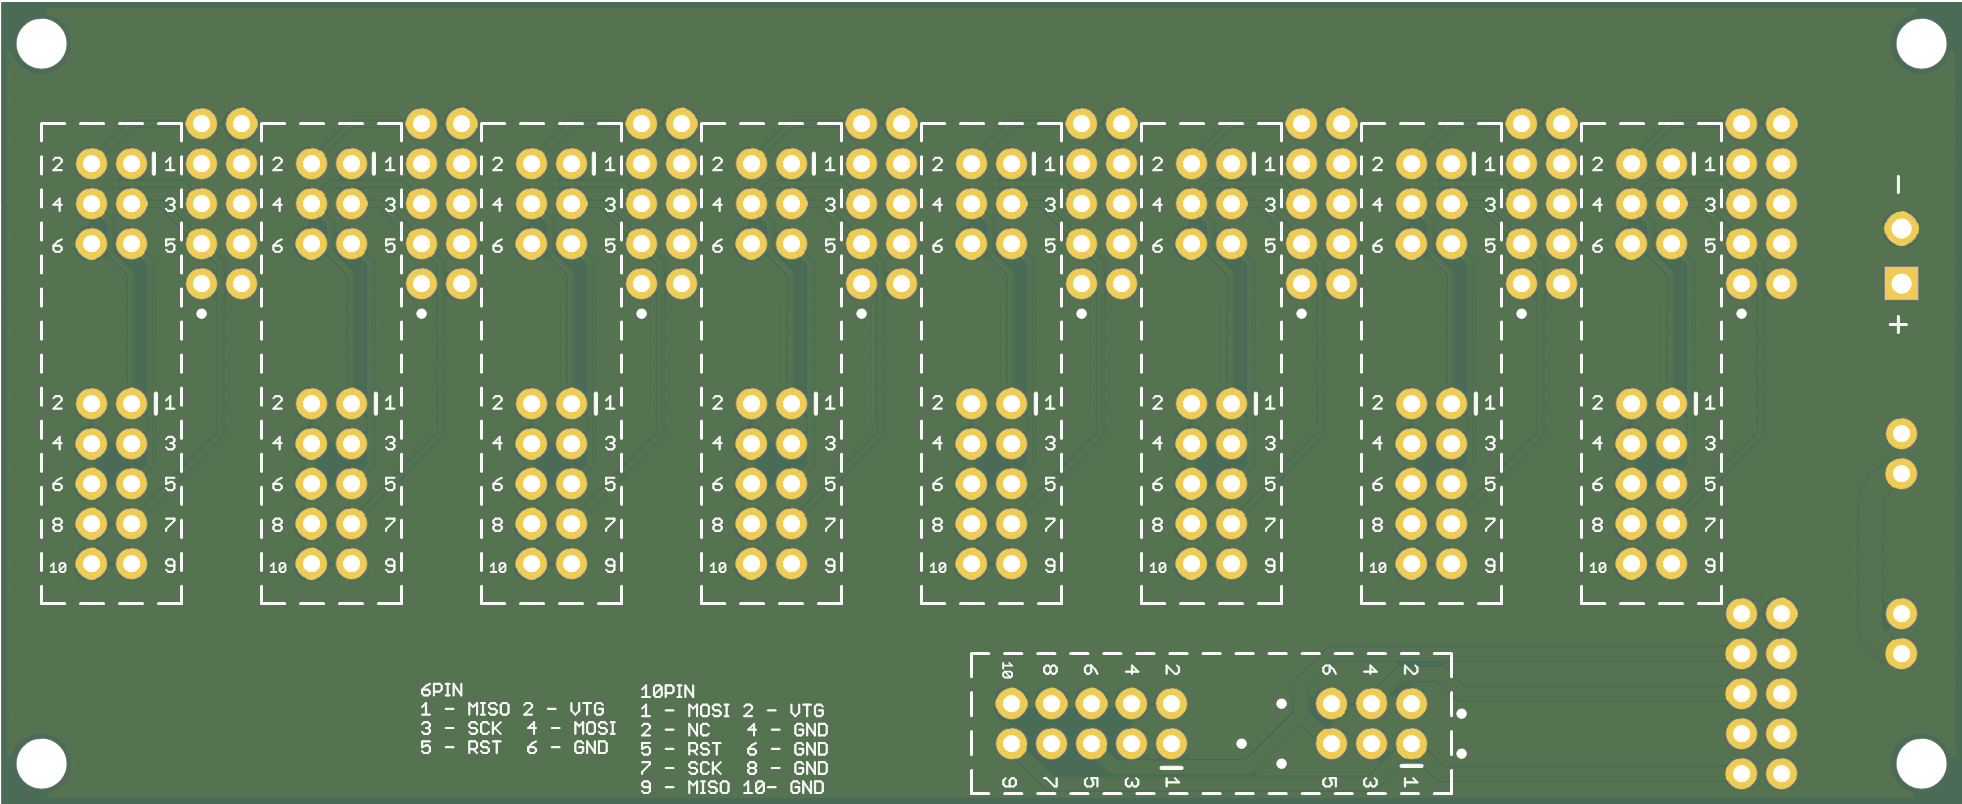 2 1 2 1 2 1 2 1 2 1 2 1 2 1 2 1
4 3 4 3 4 3 4 3 4 3 4 3 4 3 4 3
6 5 6 5 6 5 6 5 6 5 6 5 6 5 6 5
−
+
2 1 2 1 2 1 2 1 2 1 2 1 2 1 2 1
4 3 4 3 4 3 4 3 4 3 4 3 4 3 4 3
6 5 6 5 6 5 6 5 6 5 6 5 6 5 6 5
8 7 8 7 8 7 8 7 8 7 8 7 8 7 8 7
10 9 10 9 10 9 10 9 10 9 10 9 10 9 10 9
10 8 6 4 2 6 4 2
9 7 5 3 1 5 3 1
6PIN
1 - MISO 2 - VTG
3 - SCK 4 - MOSI
5 - RST 6 - GND
10PIN
1 - MOSI 2 - VTG
2 - NC 4 - GND
5 - RST 6 - GND
7 - SCK 8 - GND
9 - MISO 10- GND